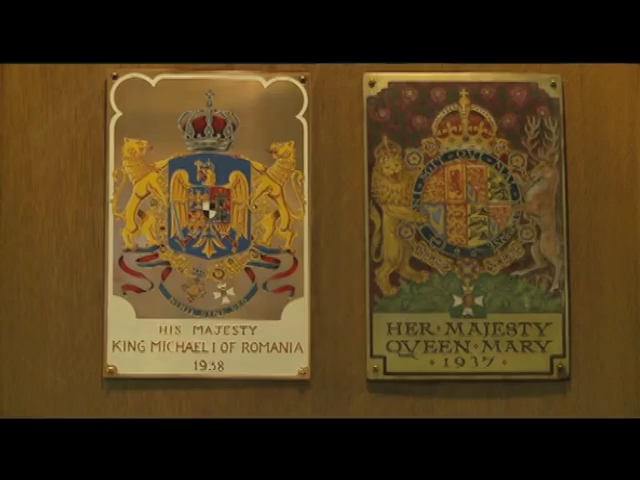 HIS MAJESTY
KING MICHAEL I OF ROMANIA
1938
HER · MAJESTY
QVEEN · MARY
· 1937 ·